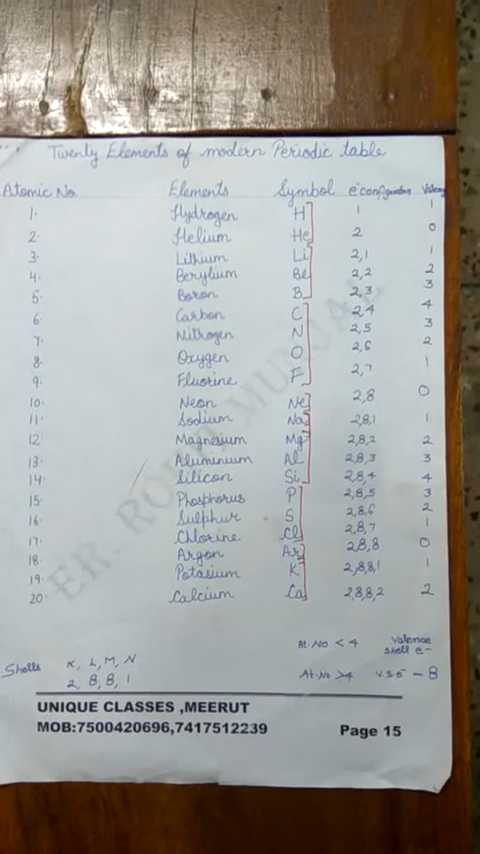 Twenty Elements of modern Periodic table
Atomic No. Elements Symbol e⁻configuration Valency
1. Hydrogen H 1 1
2. Helium He 2 0
3. Lithium Li 2,1 1
4. Berylium Be 2,2 2
5. Boron B 2,3 3
6. Carbon C 2,4 4
7. Nitrogen N 2,5 3
8. Oxygen O 2,6 2
9. Fluorine F 2,7 1
10. Neon Ne 2,8 0
11. Sodium Na 2,8,1 1
12. Magnesium Mg 2,8,2 2
13. Aluminium Al 2,8,3 3
14. Silicon Si 2,8,4 4
15. Phosphorus P 2,8,5 3
16. Sulphur S 2,8,6 2
17. Chlorine Cl 2,8,7 1
18. Argon Ar 2,8,8 0
19. Potasium K 2,8,8,1 1
20. Calcium Ca 2,8,8,2 2
At.No < 4 Valence shell e⁻
Shells K, L, M, N
2, 8, 8, 1
At.No >4 V.S.e⁻ - 8
UNIQUE CLASSES ,MEERUT
MOB:7500420696,7417512239 Page 15